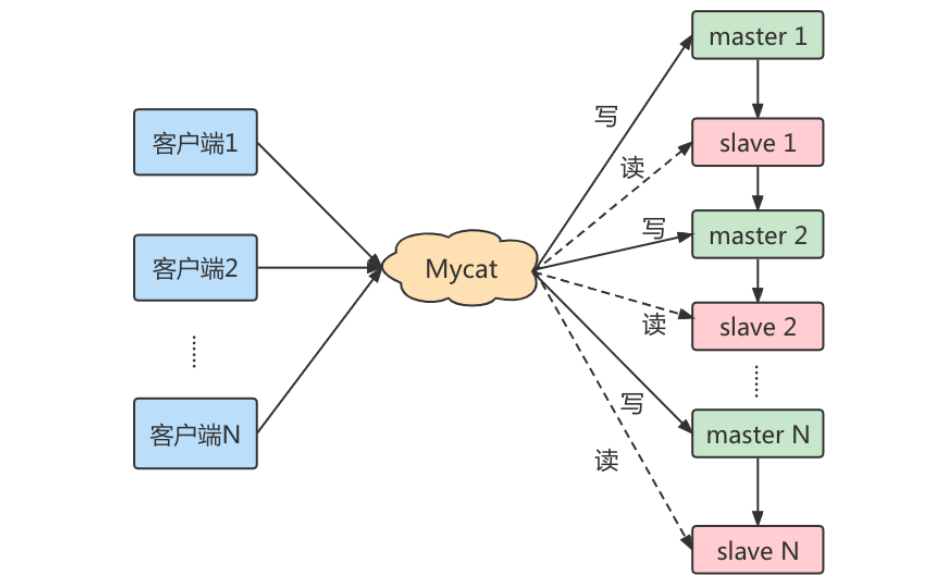 客户端1
客户端2
客户端N
Mycat
写
读
写
读
写
读
master 1
slave 1
master 2
slave 2
master N
slave N